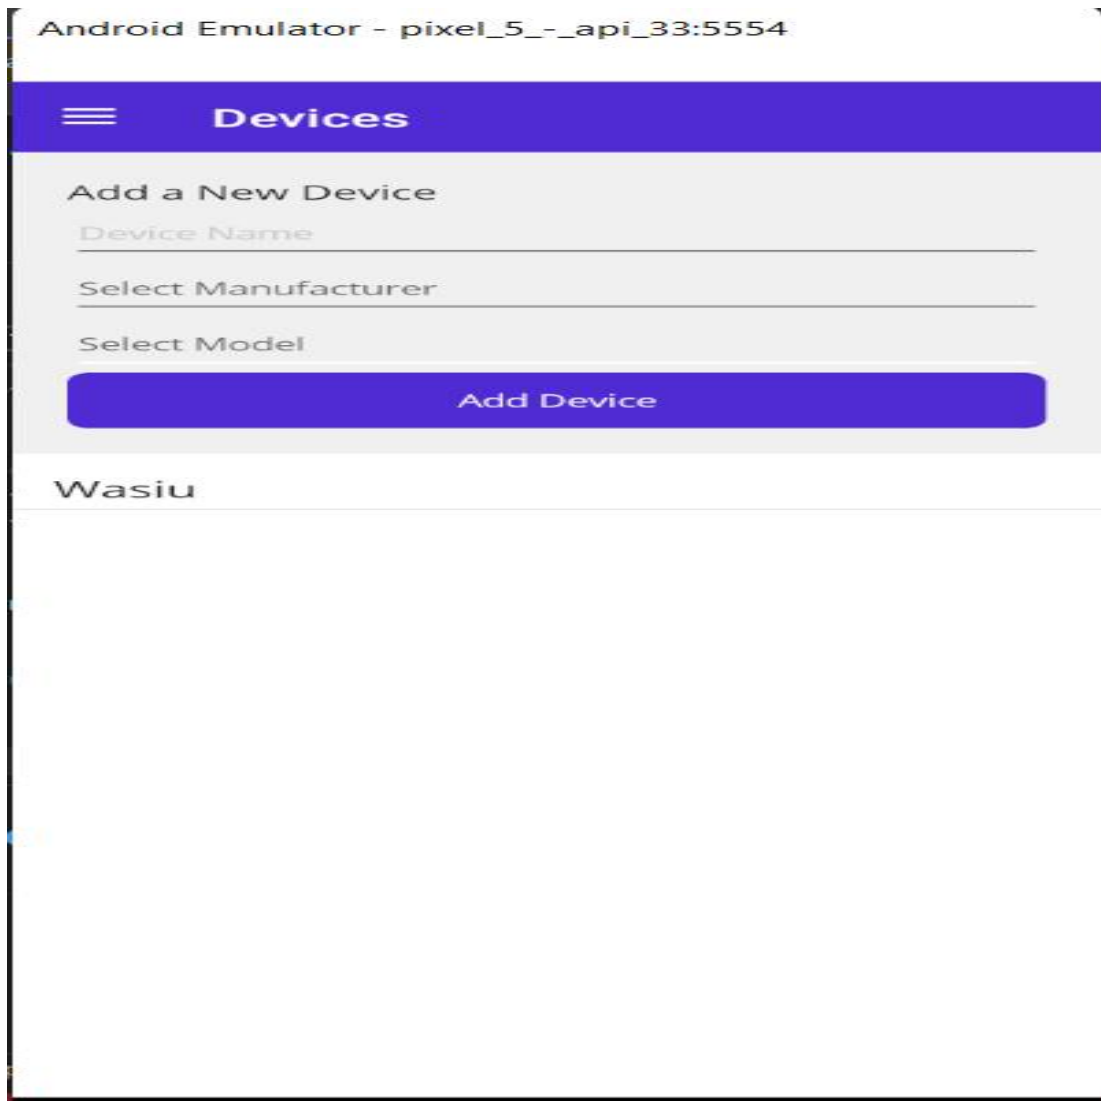 Android Emulator - pixel_5_-_api_33:5554
Devices
Add a New Device
Device Name
Select Manufacturer
Select Model
Add Device
Wasiu